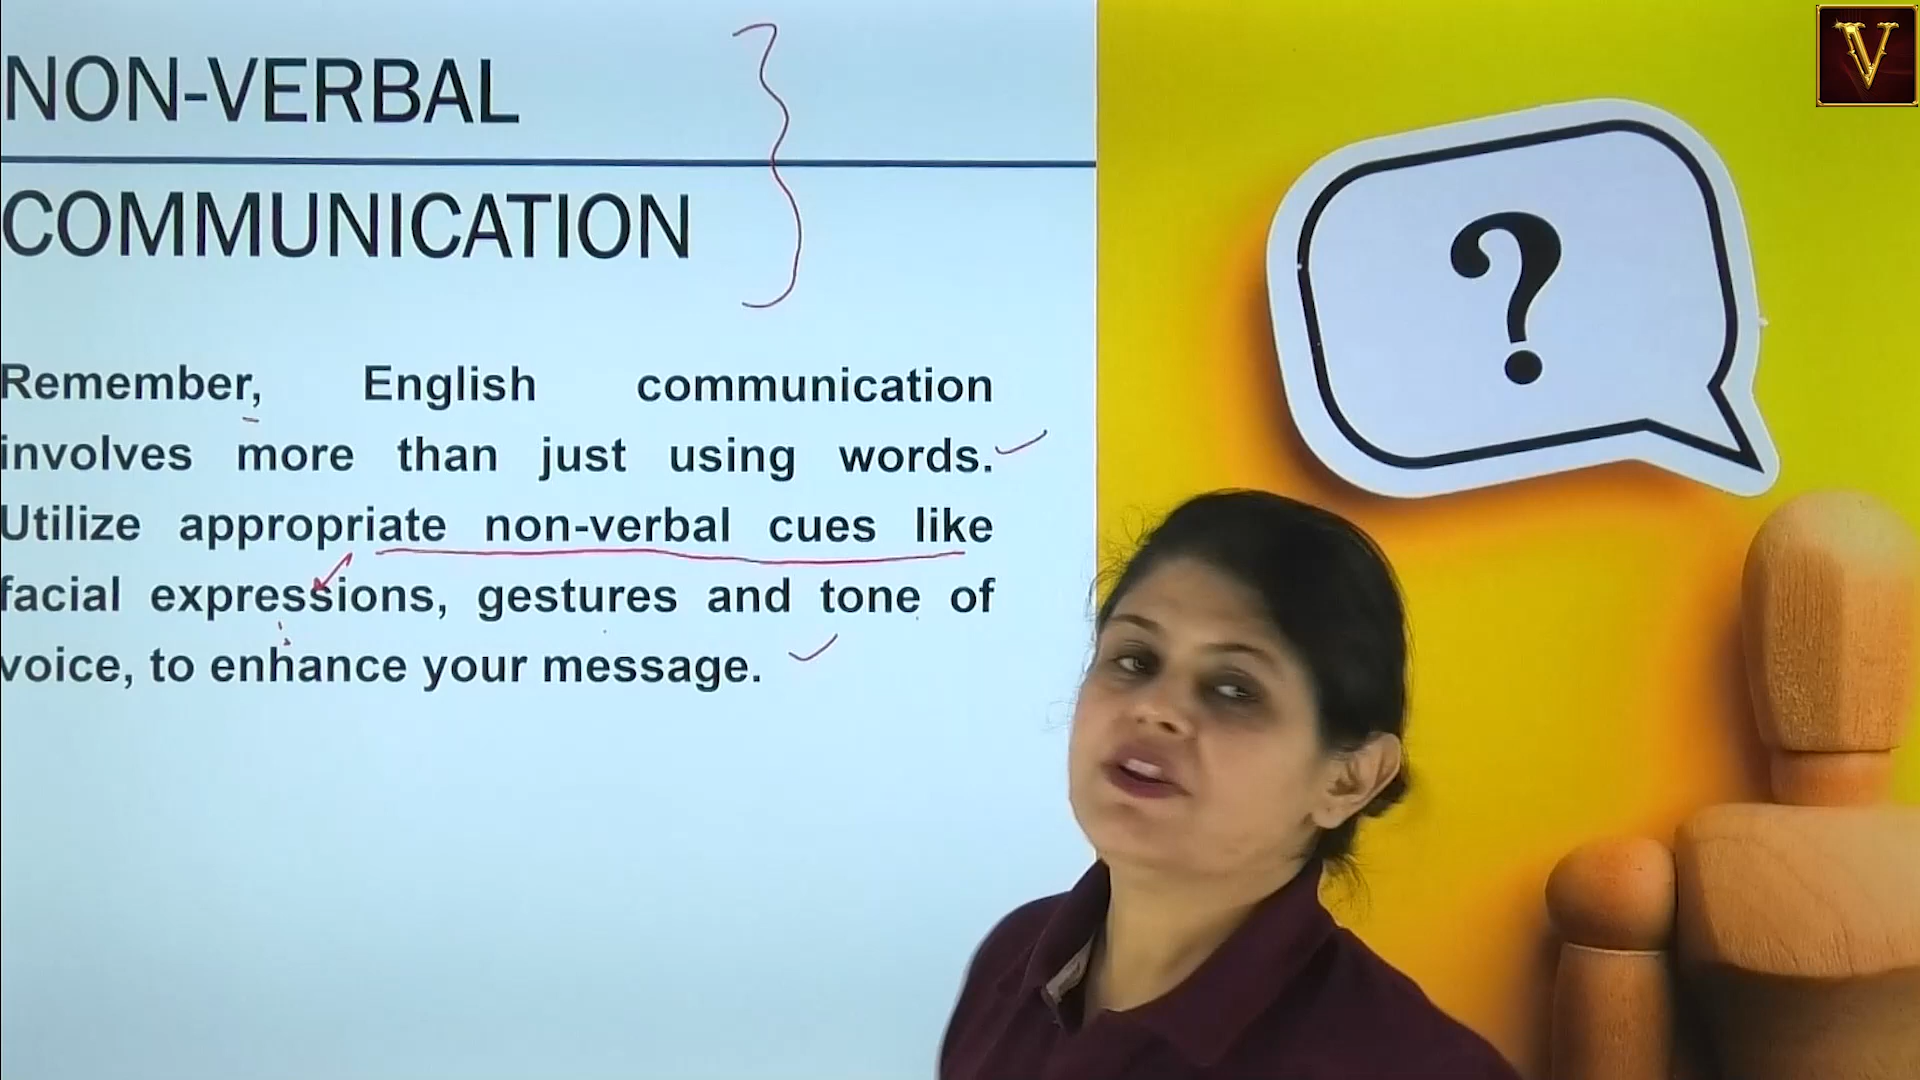 NON-VERBAL
COMMUNICATION
Remember, English communication
involves more than just using words.
Utilize appropriate non-verbal cues like
facial expressions, gestures and tone of
voice, to enhance your message.
?
V